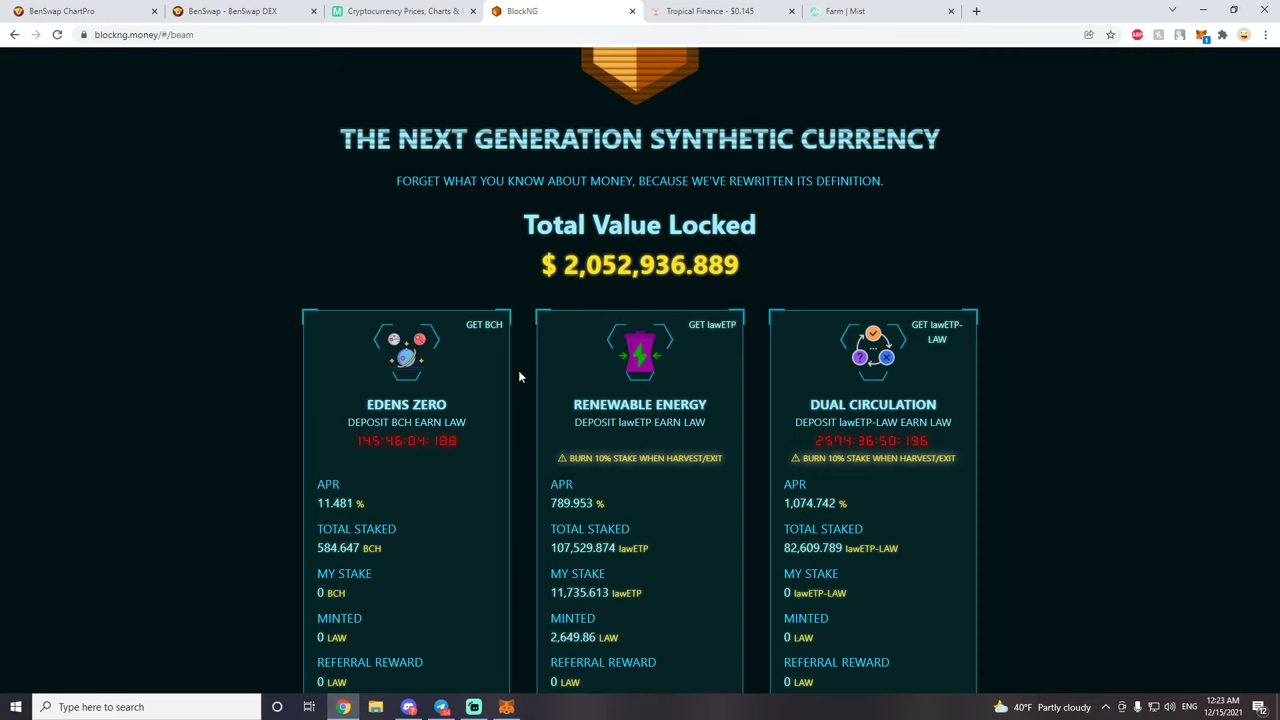 BenSwap ChartPro
BenSwap - BenSwap DEX
Cryptocurrency Prices, Charts &
BlockNG
Tropical Finance - $0.145
Farm | Mist
blockng.money/#/beam
ABP
1
THE NEXT GENERATION SYNTHETIC CURRENCY
FORGET WHAT YOU KNOW ABOUT MONEY, BECAUSE WE'VE REWRITTEN ITS DEFINITION.
Total Value Locked
$ 2,052,936.889
GET BCH
EDENS ZERO
DEPOSIT BCH EARN LAW
145:46:04:188
APR
11.481 %
TOTAL STAKED
584.647 BCH
MY STAKE
0 BCH
MINTED
0 LAW
REFERRAL REWARD
0 LAW
GET lawETP
RENEWABLE ENERGY
DEPOSIT lawETP EARN LAW
⚠ BURN 10% STAKE WHEN HARVEST/EXIT
APR
789.953 %
TOTAL STAKED
107,529.874 lawETP
MY STAKE
11,735.613 lawETP
MINTED
2,649.86 LAW
REFERRAL REWARD
0 LAW
GET lawETP-
LAW
DUAL CIRCULATION
DEPOSIT lawETP-LAW EARN LAW
2574:36:50:196
⚠ BURN 10% STAKE WHEN HARVEST/EXIT
APR
1,074.742 %
TOTAL STAKED
82,609.789 lawETP-LAW
MY STAKE
0 lawETP-LAW
MINTED
0 LAW
REFERRAL REWARD
0 LAW
Type here to search
40°F Partly cloudy
ENG
12:23 AM
12/15/2021